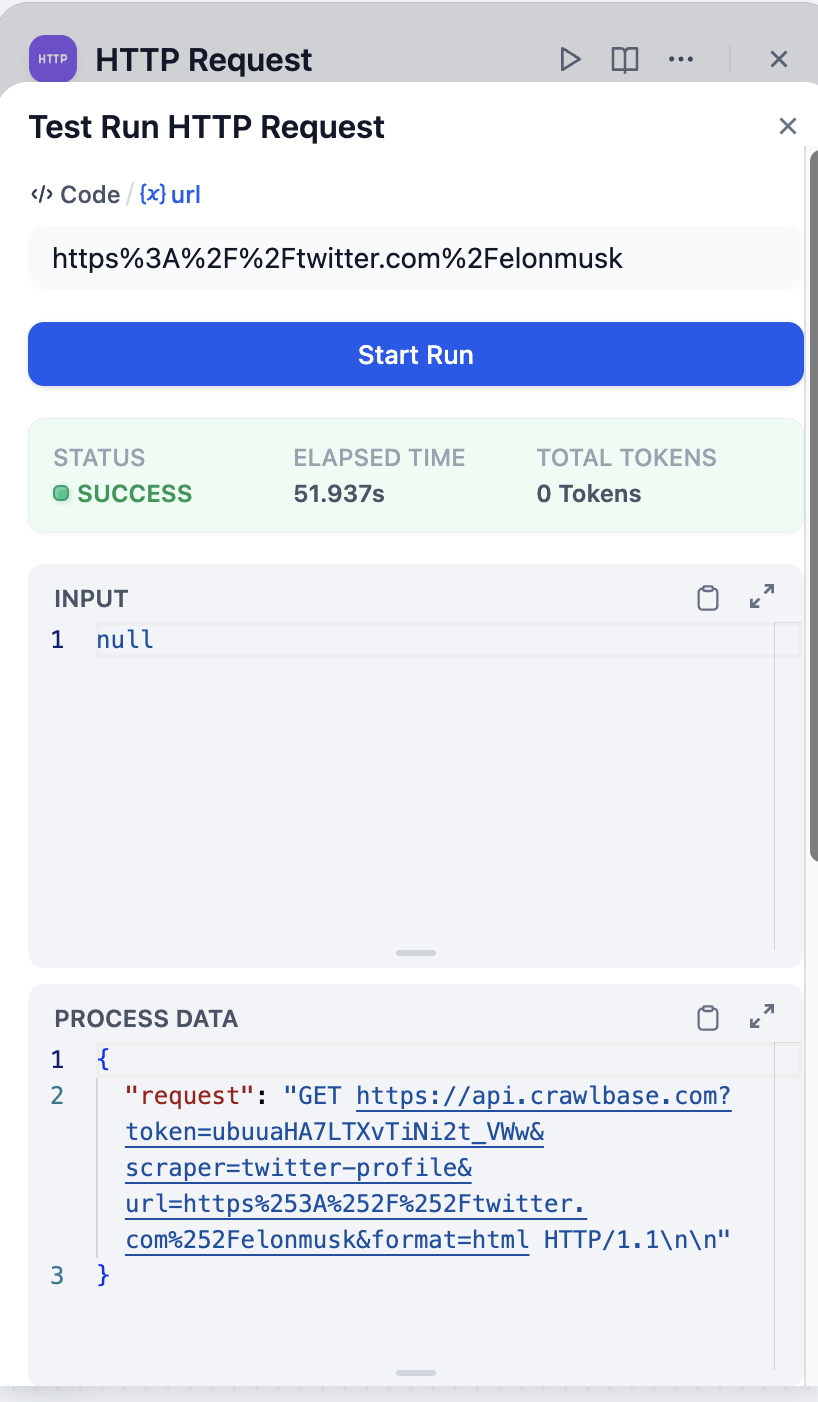 HTTP HTTP Request
Test Run HTTP Request
</> Code / {x} url
https%3A%2F%2Ftwitter.com%2Felonmusk
Start Run
STATUS ELAPSED TIME TOTAL TOKENS
SUCCESS 51.937s 0 Tokens
INPUT
1 null
PROCESS DATA
1 {
2 "request": "GET https://api.crawlbase.com?
token=ubuuaHA7LTXvTiNi2t_VWw&
scraper=twitter-profile&
url=https%253A%252F%252Ftwitter.
com%252Felonmusk&format=html HTTP/1.1\n\n"
3 }